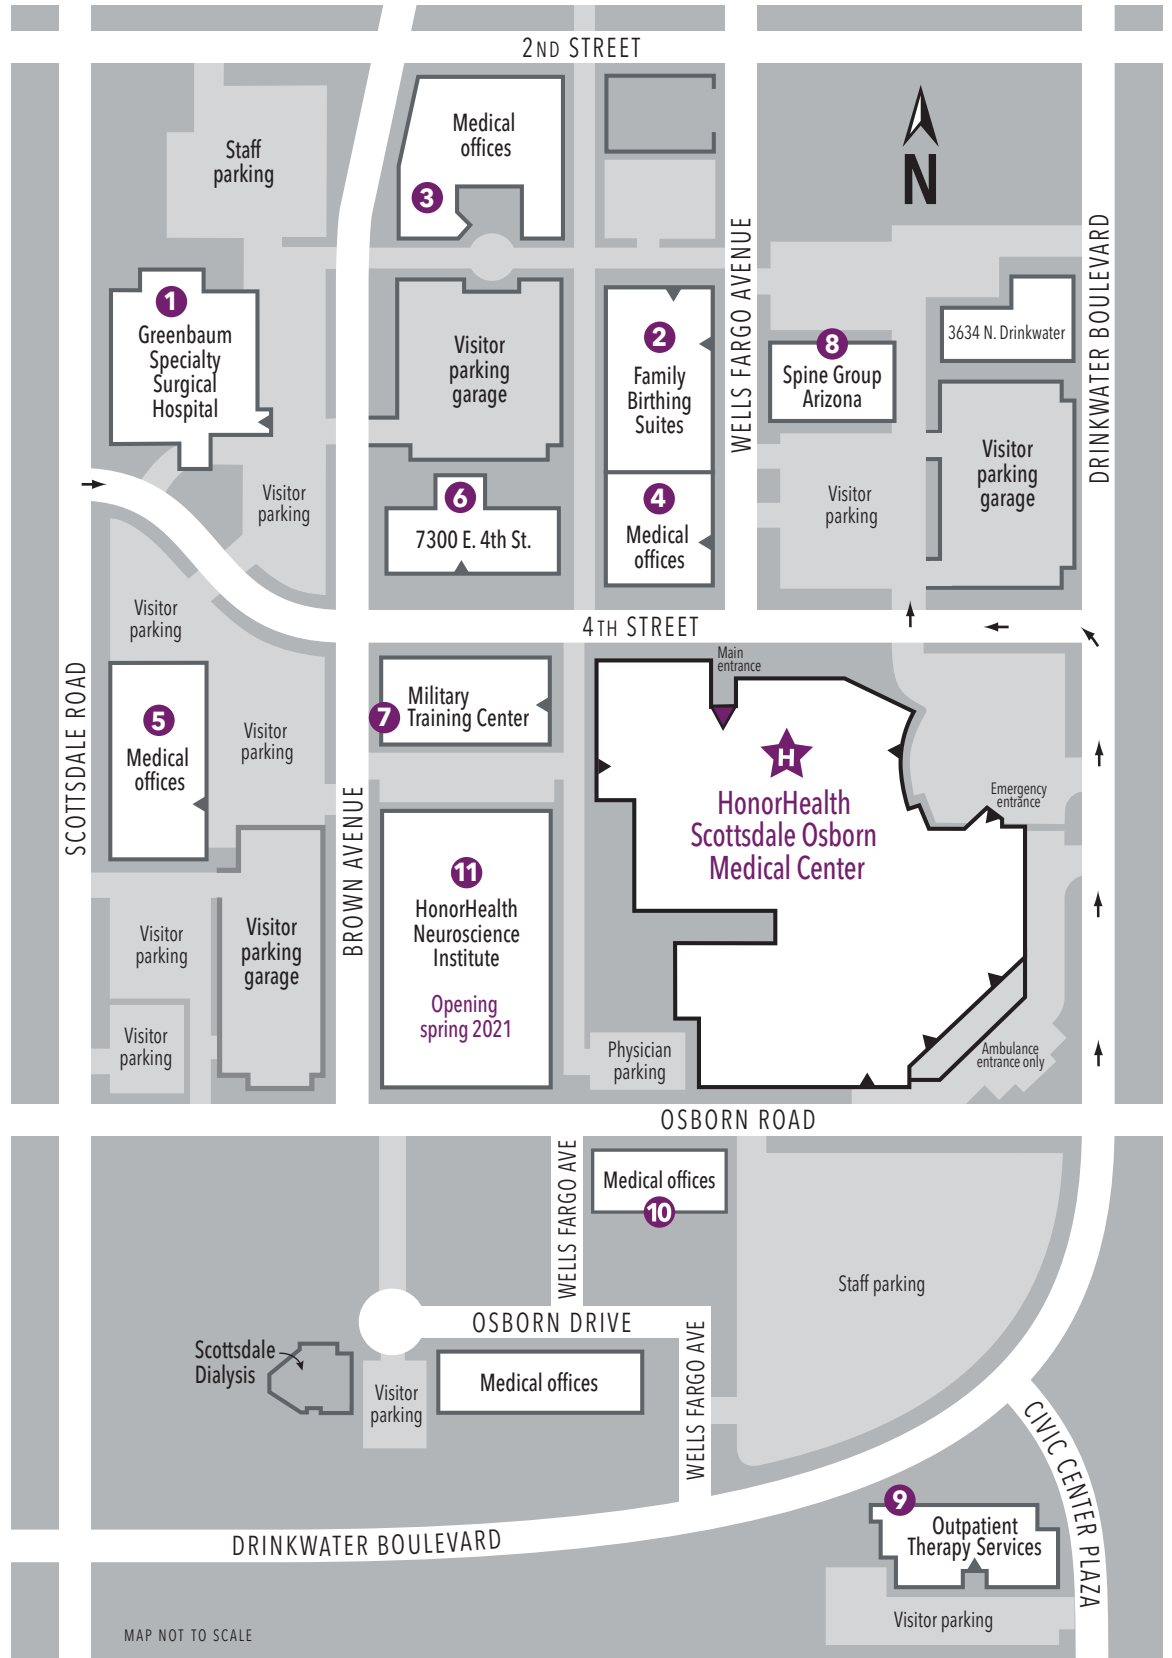 2ND STREET
Staff
parking
Medical
offices
3
N
WELLS FARGO AVENUE
DRINKWATER BOULEVARD
1
Greenbaum
Specialty
Surgical
Hospital
Visitor
parking
garage
2
Family
Birthing
Suites
8
Spine Group
Arizona
3634 N. Drinkwater
Visitor
parking
garage
Visitor
parking
6
7300 E. 4th St.
4
Medical
offices
Visitor
parking
Visitor
parking
4TH STREET
SCOTTSDALE ROAD
5
Medical
offices
Visitor
parking
7
Military
Training Center
Main
entrance
H
HonorHealth
Scottsdale Osborn
Medical Center
Emergency
entrance
BROWN AVENUE
11
HonorHealth
Neuroscience
Institute
Opening
spring 2021
Visitor
parking
Visitor
parking
garage
Visitor
parking
Physician
parking
Ambulance
entrance only
OSBORN ROAD
WELLS FARGO AVE
Medical offices
10
Staff parking
OSBORN DRIVE
WELLS FARGO AVE
Scottsdale
Dialysis
Visitor
parking
Medical offices
CIVIC CENTER PLAZA
9
Outpatient
Therapy Services
DRINKWATER BOULEVARD
Visitor parking
MAP NOT TO SCALE